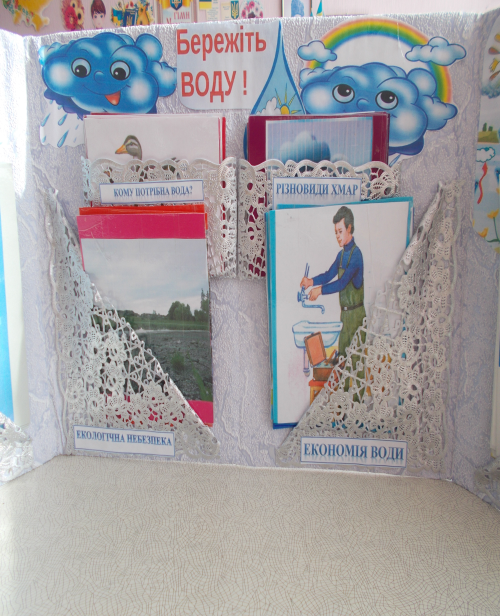 Бережіть
ВОДУ !
КОМУ ПОТРІБНА ВОДА?
РІЗНОВИДИ ХМАР
ЕКОЛОГІЧНА НЕБЕЗПЕКА
ЕКОНОМІЯ ВОДИ